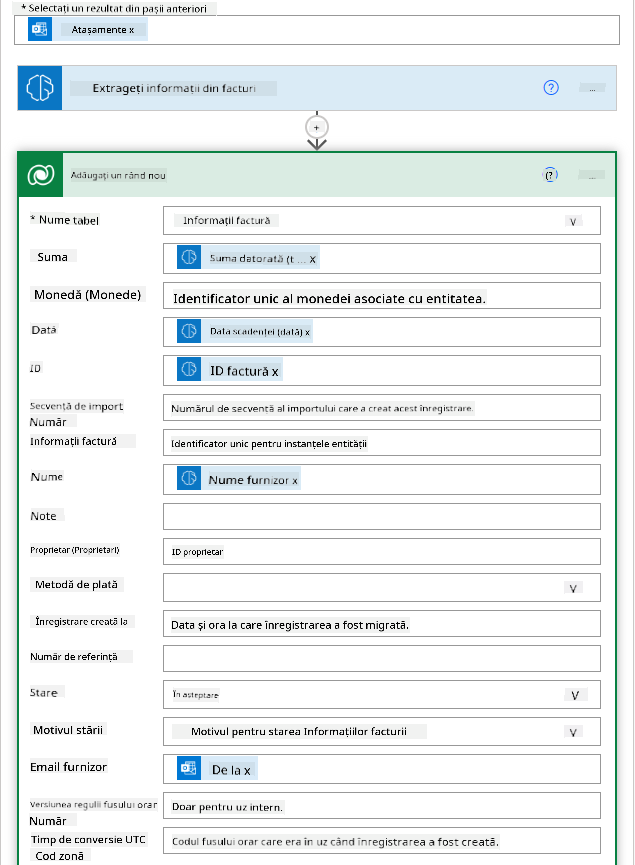 * Selectați un rezultat din pașii anteriori
Atașamente x
Extrageți informații din facturi
?
...
+
Adăugați un rând nou
(?)
...
* Nume tabel
Informații factură
V
Suma
Suma datorată (t ... X
Monedă (Monede)
Identificator unic al monedei asociate cu entitatea.
Dată
Data scadenței (dată) x
ID
ID factură x
Secvență de import
Număr
Numărul de secvență al importului care a creat acest înregistrare.
Informații factură
Identificator unic pentru instanțele entității
Nume
Nume furnizor x
Note
Proprietar (Proprietari)
ID proprietar
Metodă de plată
V
Înregistrare creată la
Data și ora la care înregistrarea a fost migrată.
Număr de referință
Stare
În așteptare
V
Motivul stării
Motivul pentru starea Informațiilor facturii
V
Email furnizor
De la x
Versiunea regulii fusului orar
Număr
Doar pentru uz intern.
Timp de conversie UTC
Cod zonă
Codul fusului orar care era în uz când înregistrarea a fost creată.